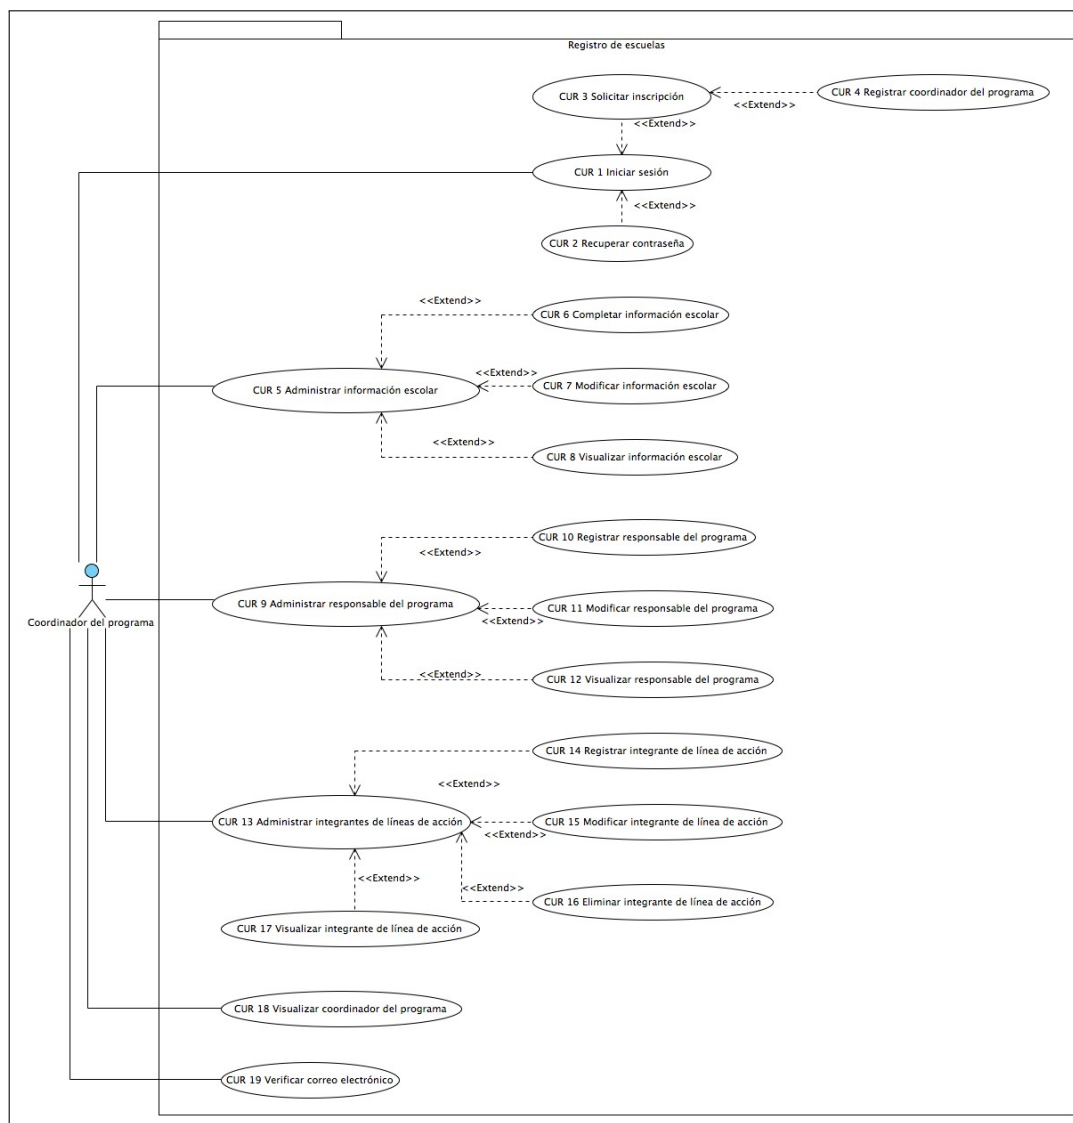 Registro de escuelas
CUR 3 Solicitar inscripción
CUR 4 Registrar coordinador del programa
<<Extend>>
<<Extend>>
CUR 1 Iniciar sesión
<<Extend>>
CUR 2 Recuperar contraseña
<<Extend>>
CUR 6 Completar información escolar
<<Extend>>
CUR 5 Administrar información escolar
CUR 7 Modificar información escolar
<<Extend>>
CUR 8 Visualizar información escolar
CUR 10 Registrar responsable del programa
<<Extend>>
CUR 9 Administrar responsable del programa
CUR 11 Modificar responsable del programa
<<Extend>>
Coordinador del programa
<<Extend>>
CUR 12 Visualizar responsable del programa
CUR 14 Registrar integrante de línea de acción
<<Extend>>
CUR 13 Administrar integrantes de líneas de acción
CUR 15 Modificar integrante de línea de acción
<<Extend>>
<<Extend>>
<<Extend>>
CUR 16 Eliminar integrante de línea de acción
CUR 17 Visualizar integrante de línea de acción
CUR 18 Visualizar coordinador del programa
CUR 19 Verificar correo electrónico